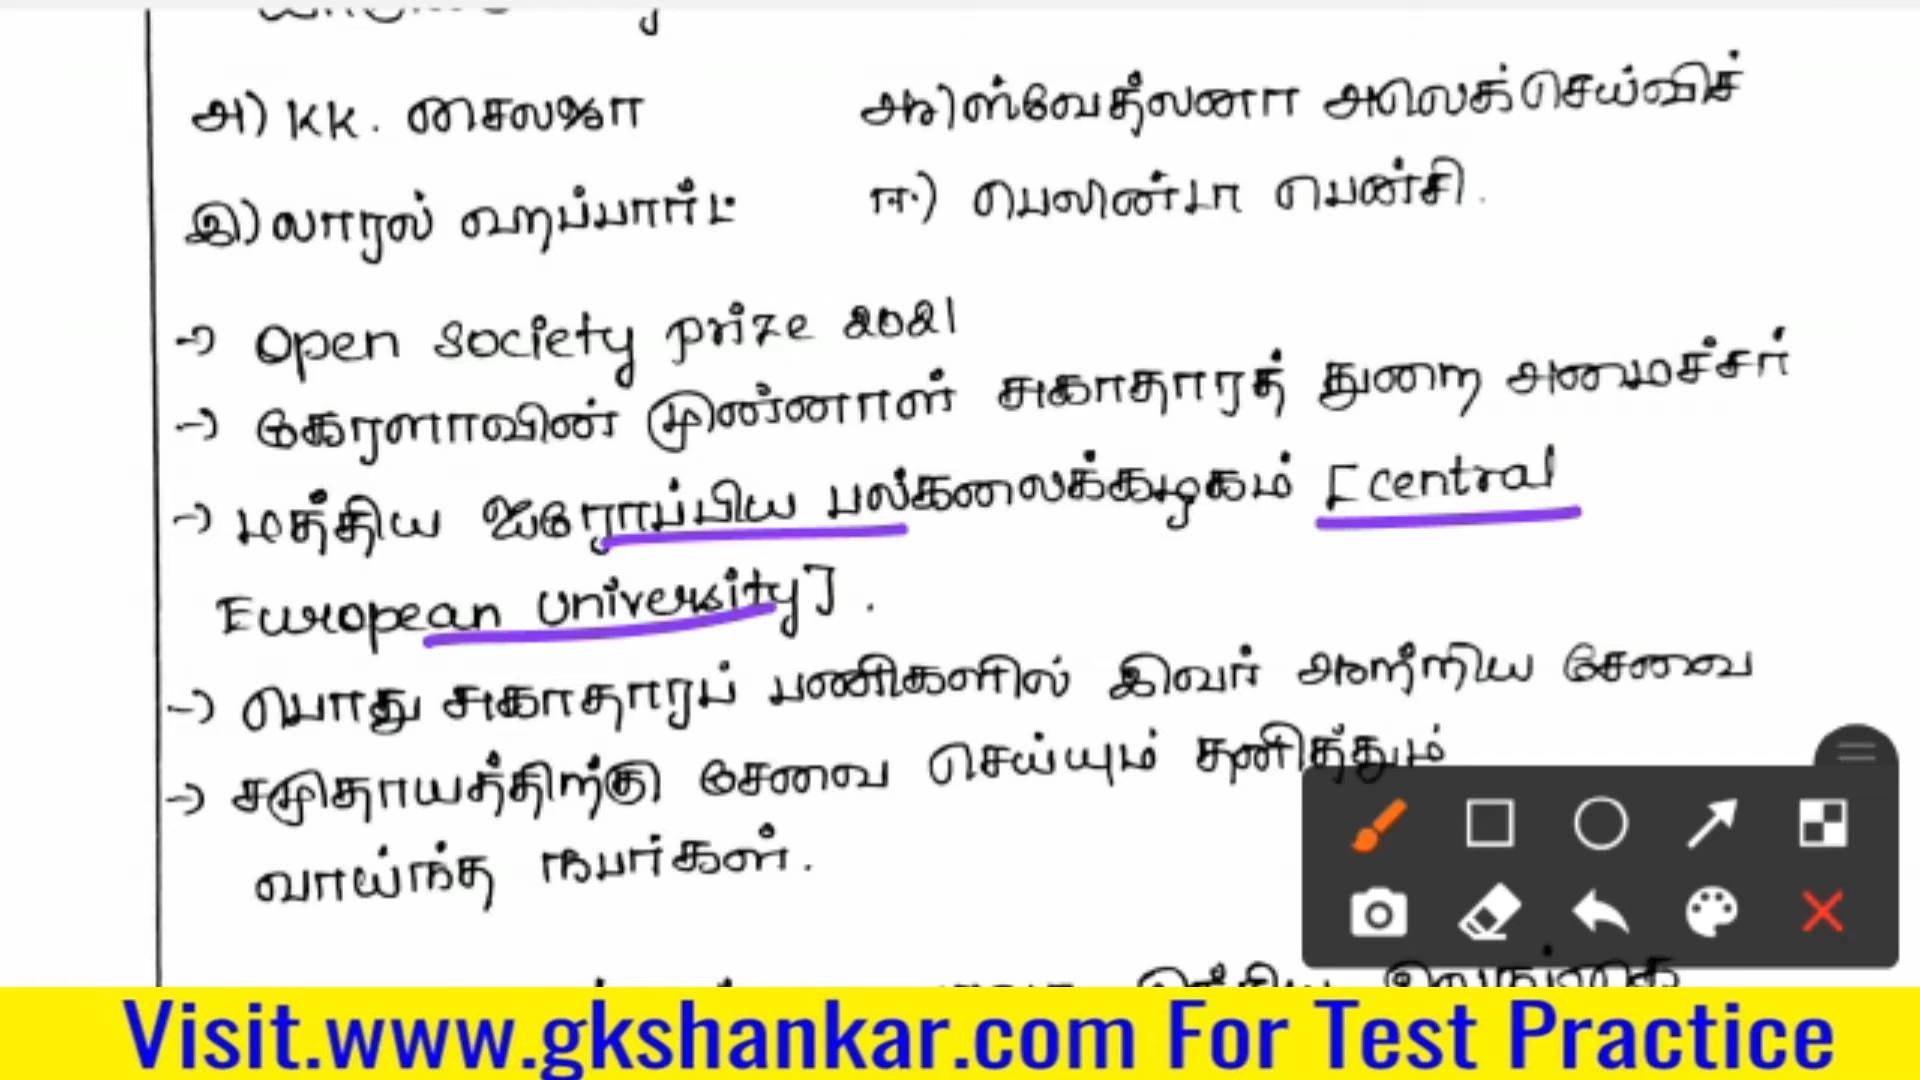 அ) KK. சைலஜா ஆ) ஸ்வேதீலனா அலெக்செய்விச்
இ) லாரல் ஹப்பார்ட் ஈ) பெலிண்டா பென்சி.
→ Open Society prize 2021
→ கேரளாவின் முன்னாள் சுகாதாரத் துறை அமைச்சர்
→ மத்திய ஐரோப்பிய பல்கலைக்கழகம் [Central
European University].
→ பொது சுகாதாரப் பணிகளில் இவர் ஆற்றிய சேவை
→ சமுதாயத்திற்கு சேவை செய்யும் தனித்தும்
வாய்ந்த நபர்கள்.
Visit.www.gkshankar.com For Test Practice